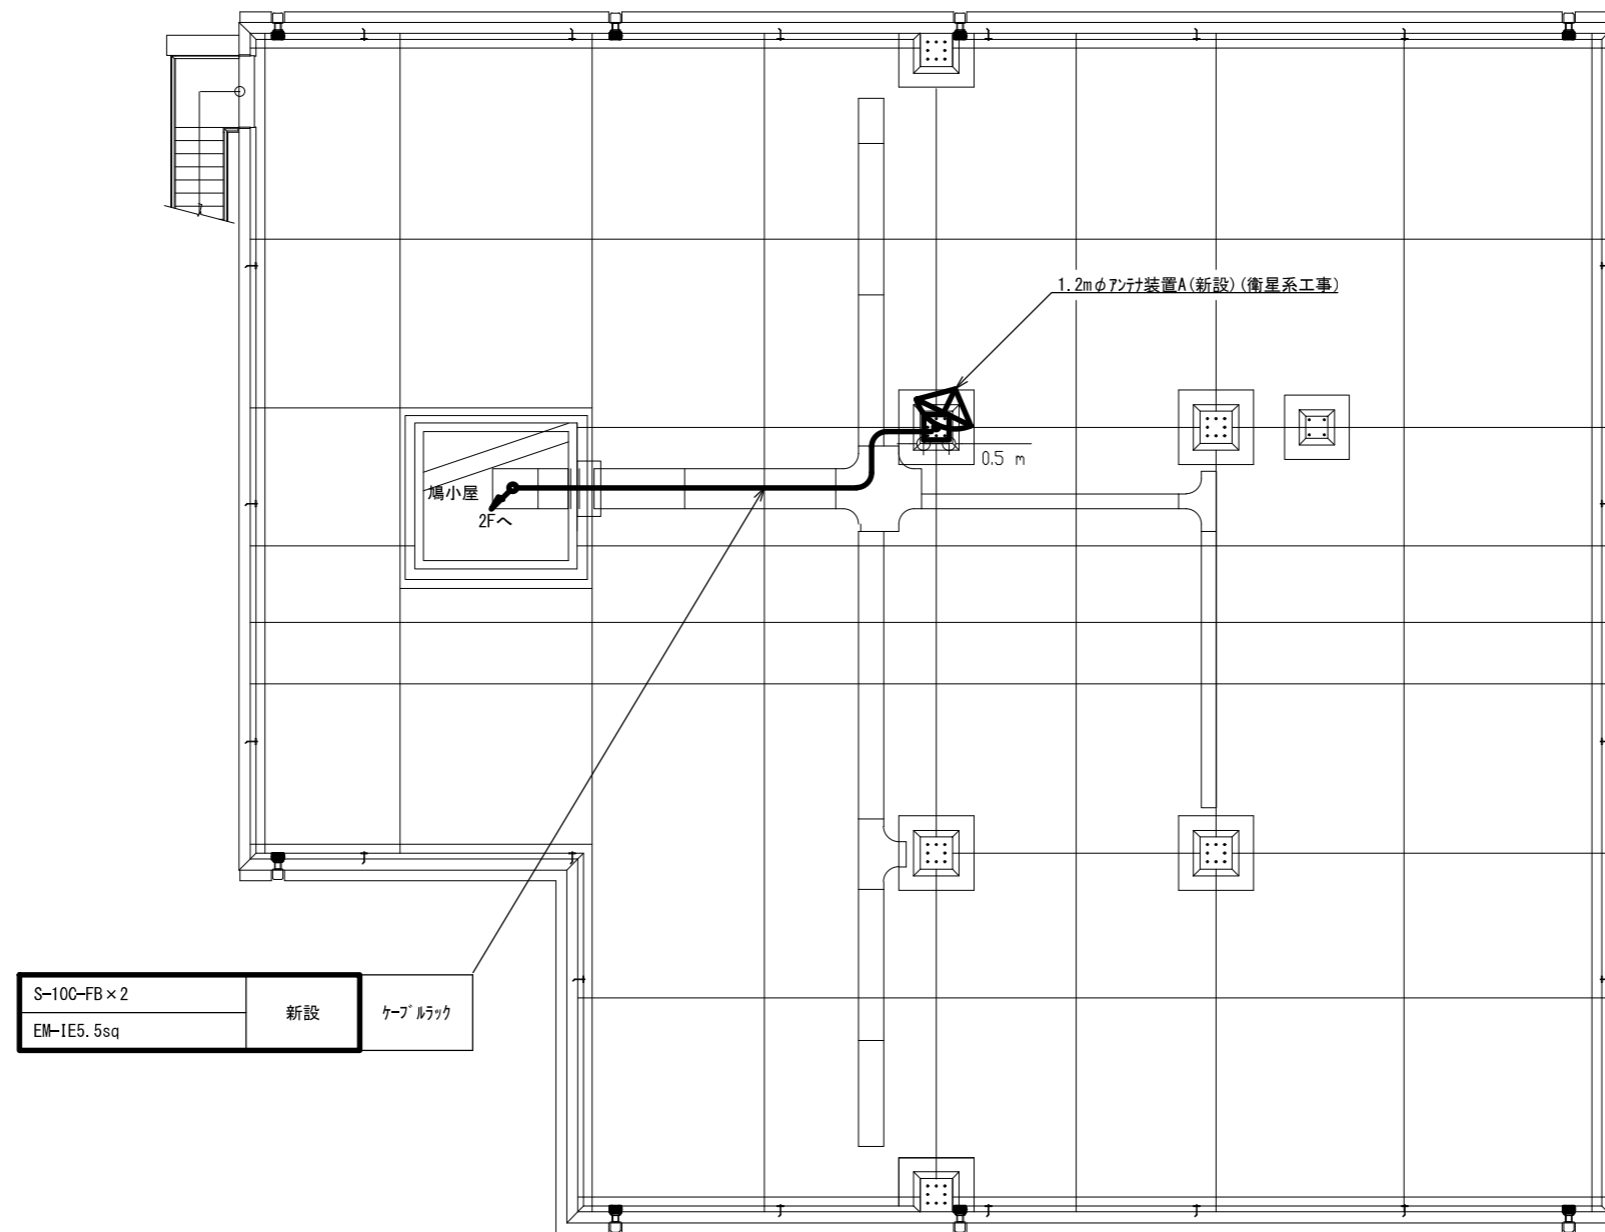 1.2mφアンテナ装置A(新設)(衛星系工事)
0.5 m
鳩小屋
2Fへ
S-10C-FB×2
新設
ケーブルラック
EM-IE5.5sq